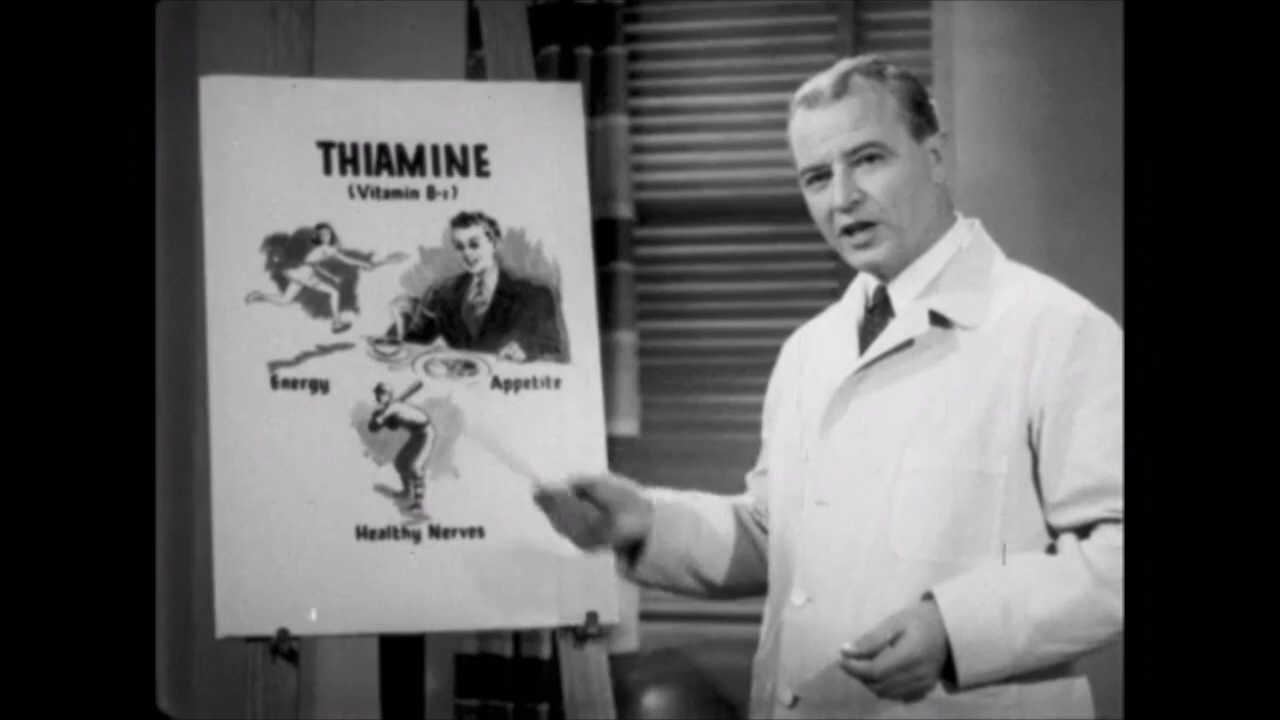 THIAMINE
(Vitamin B-1)
Energy
Appetite
Healthy Nerves